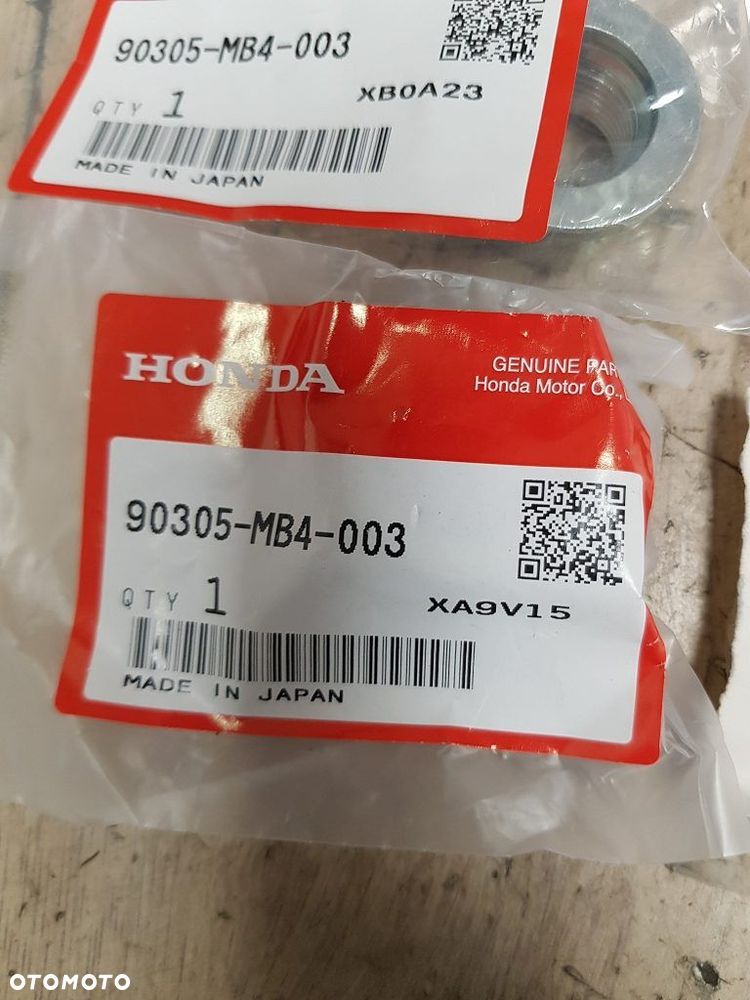 90305-MB4-003
QTY 1
XB0A23
MADE IN JAPAN
HONDA
GENUINE
Honda Motor Co.,
90305-MB4-003
QTY 1
XA9V15
MADE IN JAPAN
OTOMOTO